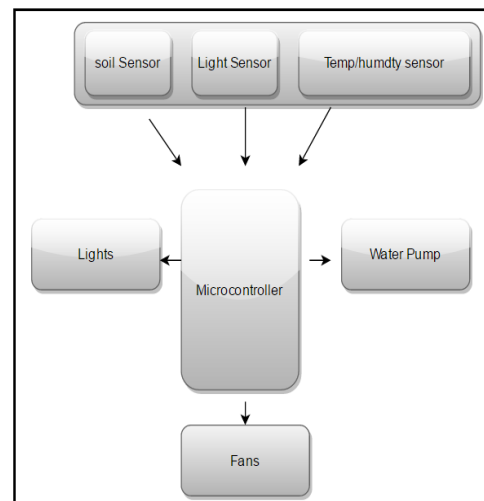 soil Sensor
Light Sensor
Temp/humdty sensor
Lights
Microcontroller
Water Pump
Fans